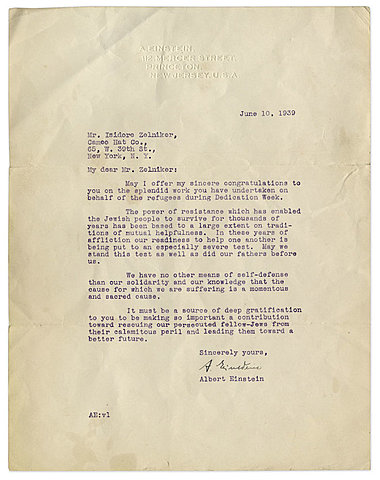 A. EINSTEIN,
112 MERCER STREET,
PRINCETON,
NEW JERSEY, U.S.A.
June 10, 1939
Mr. Isidore Zelniker,
Cameo Hat Co.,
65, W. 39th St.,
New York, N. Y.
My dear Mr. Zelniker:
May I offer my sincere congratulations to
you on the splendid work you have undertaken on
behalf of the refugees during Dedication Week.
The power of resistance which has enabled
the Jewish people to survive for thousands of
years has been based to a large extent on tradi-
tions of mutual helpfulness. In these years of
affliction our readiness to help one another is
being put to an especially severe test. May we
stand this test as well as did our fathers before
us.
We have no other means of self-defense
than our solidarity and our knowledge that the
cause for which we are suffering is a momentous
and sacred cause.
It must be a source of deep gratification
to you to be making so important a contribution
toward rescuing our persecuted fellow-Jews from
their calamitous peril and leading them toward a
better future.
Sincerely yours,
A. Einstein
Albert Einstein
AE:vl